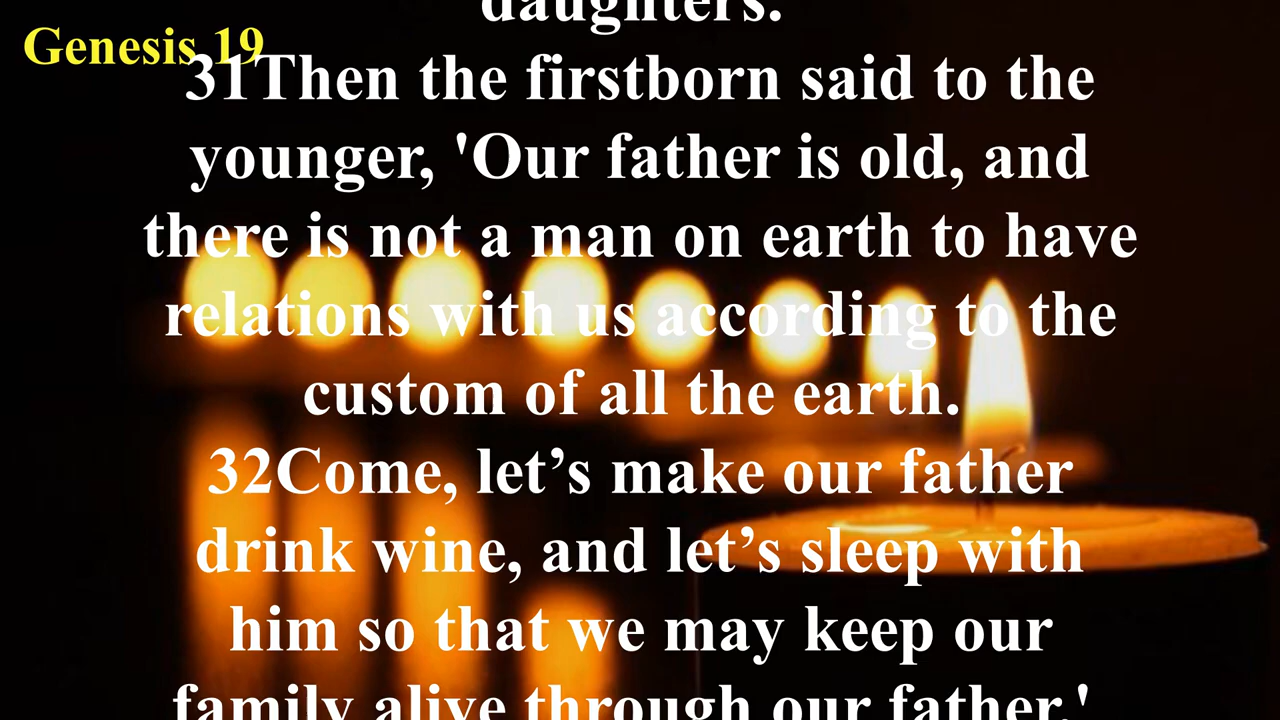 daughters.
Genesis 19
31Then the firstborn said to the
younger, 'Our father is old, and
there is not a man on earth to have
relations with us according to the
custom of all the earth.
32Come, let’s make our father
drink wine, and let’s sleep with
him so that we may keep our
family alive through our father.'